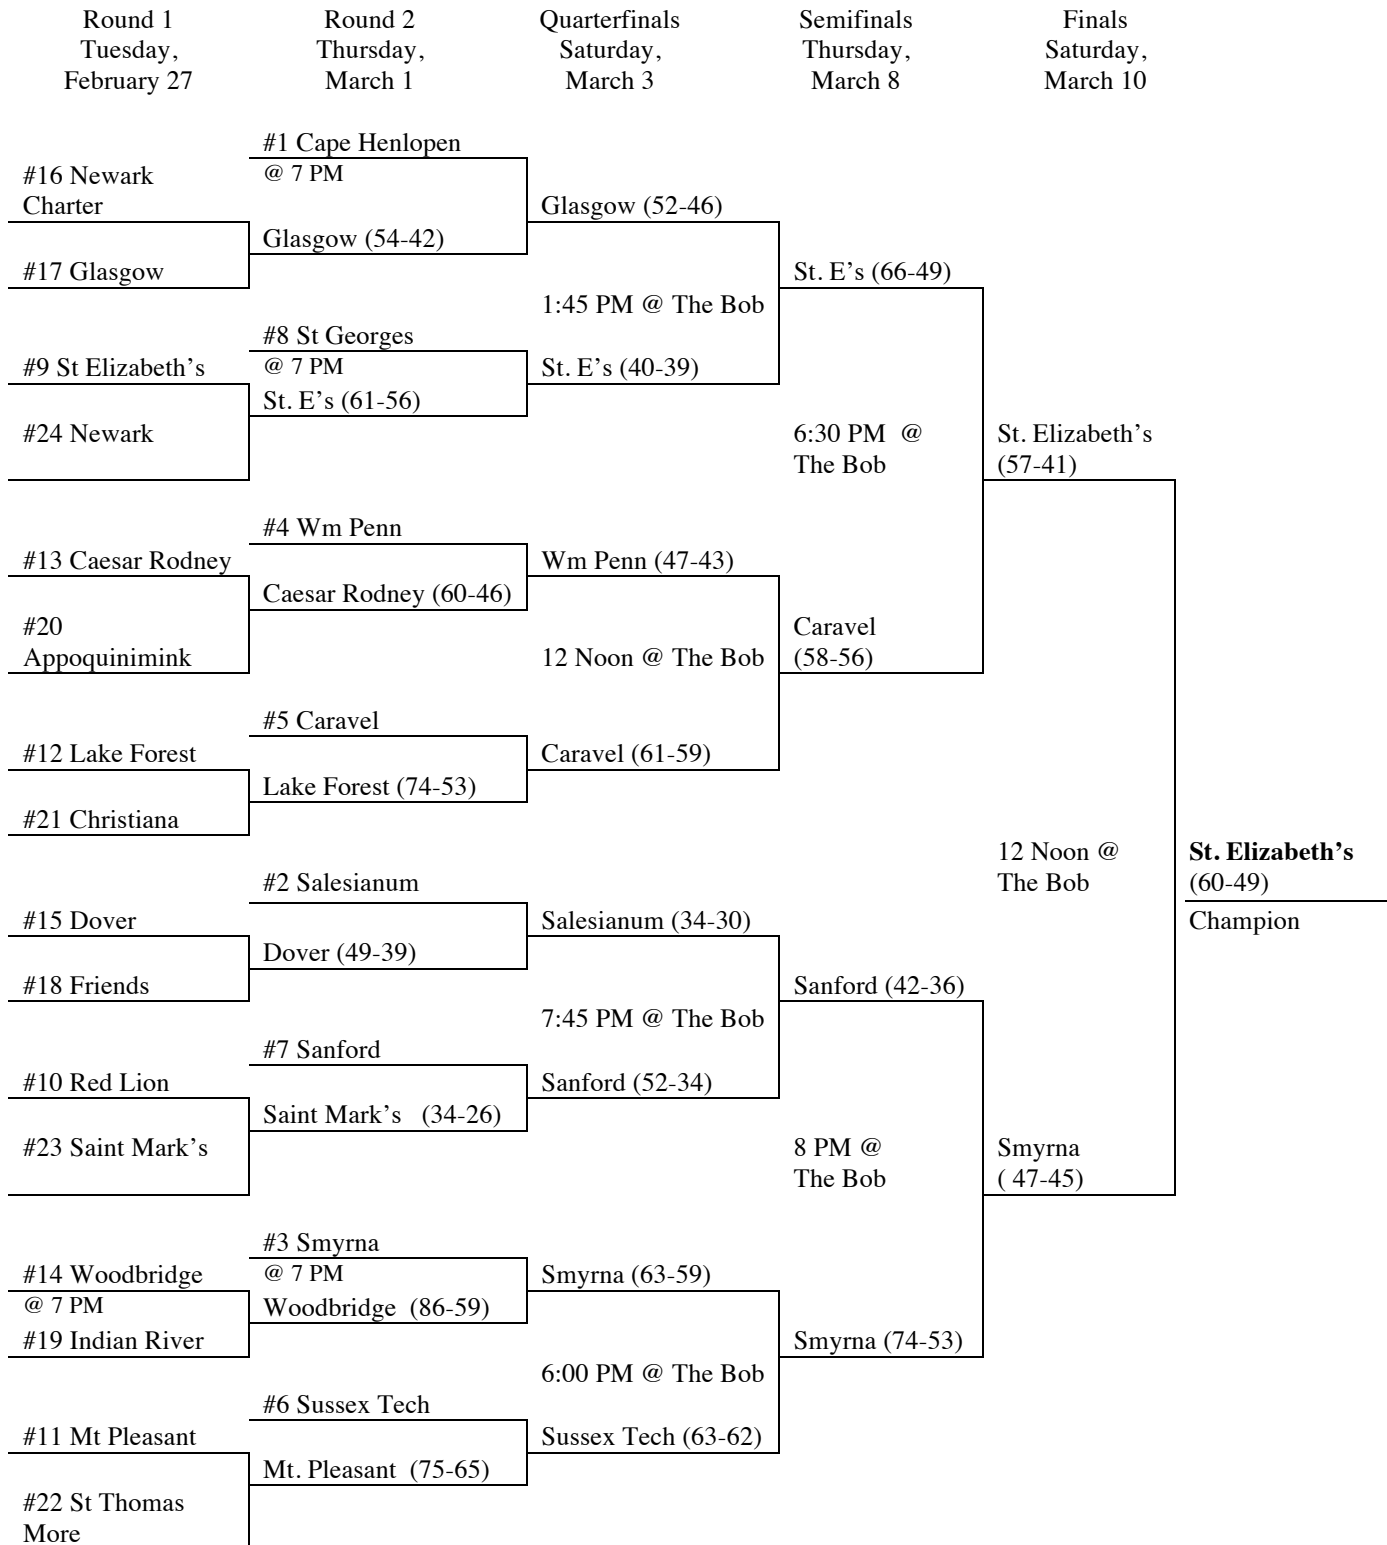 Round 1
Tuesday,
February 27
Round 2
Thursday,
March 1
Quarterfinals
Saturday,
March 3
Semifinals
Thursday,
March 8
Finals
Saturday,
March 10
#16 Newark
Charter
#17 Glasgow
#9 St Elizabeth’s
#24 Newark
#13 Caesar Rodney
#20
Appoquinimink
#12 Lake Forest
#21 Christiana
#15 Dover
#18 Friends
#10 Red Lion
#23 Saint Mark’s
#14 Woodbridge
@ 7 PM
#19 Indian River
#11 Mt Pleasant
#22 St Thomas
More
#1 Cape Henlopen
@ 7 PM
Glasgow (54-42)
#8 St Georges
@ 7 PM
St. E’s (61-56)
#4 Wm Penn
Caesar Rodney (60-46)
#5 Caravel
Lake Forest (74-53)
#2 Salesianum
Dover (49-39)
#7 Sanford
Saint Mark’s (34-26)
#3 Smyrna
@ 7 PM
Woodbridge (86-59)
#6 Sussex Tech
Mt. Pleasant (75-65)
Glasgow (52-46)
1:45 PM @ The Bob
St. E’s (40-39)
Wm Penn (47-43)
12 Noon @ The Bob
Caravel (61-59)
Salesianum (34-30)
7:45 PM @ The Bob
Sanford (52-34)
Smyrna (63-59)
6:00 PM @ The Bob
Sussex Tech (63-62)
St. E’s (66-49)
6:30 PM @
The Bob
Caravel
(58-56)
Sanford (42-36)
8 PM @
The Bob
Smyrna (74-53)
St. Elizabeth’s
(57-41)
12 Noon @
The Bob
Smyrna
( 47-45)
St. Elizabeth’s
(60-49)
Champion